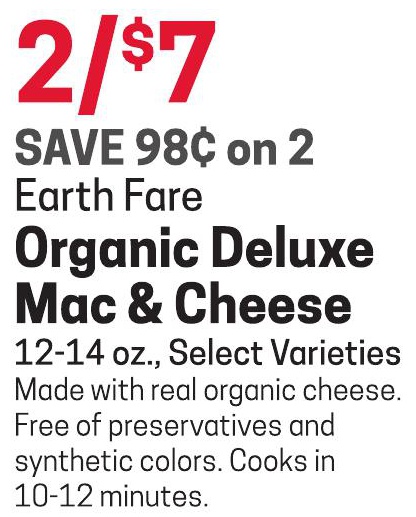 2/$7
SAVE 98¢ on 2
Earth Fare
Organic Deluxe
Mac & Cheese
12-14 oz., Select Varieties
Made with real organic cheese.
Free of preservatives and
synthetic colors. Cooks in
10-12 minutes.